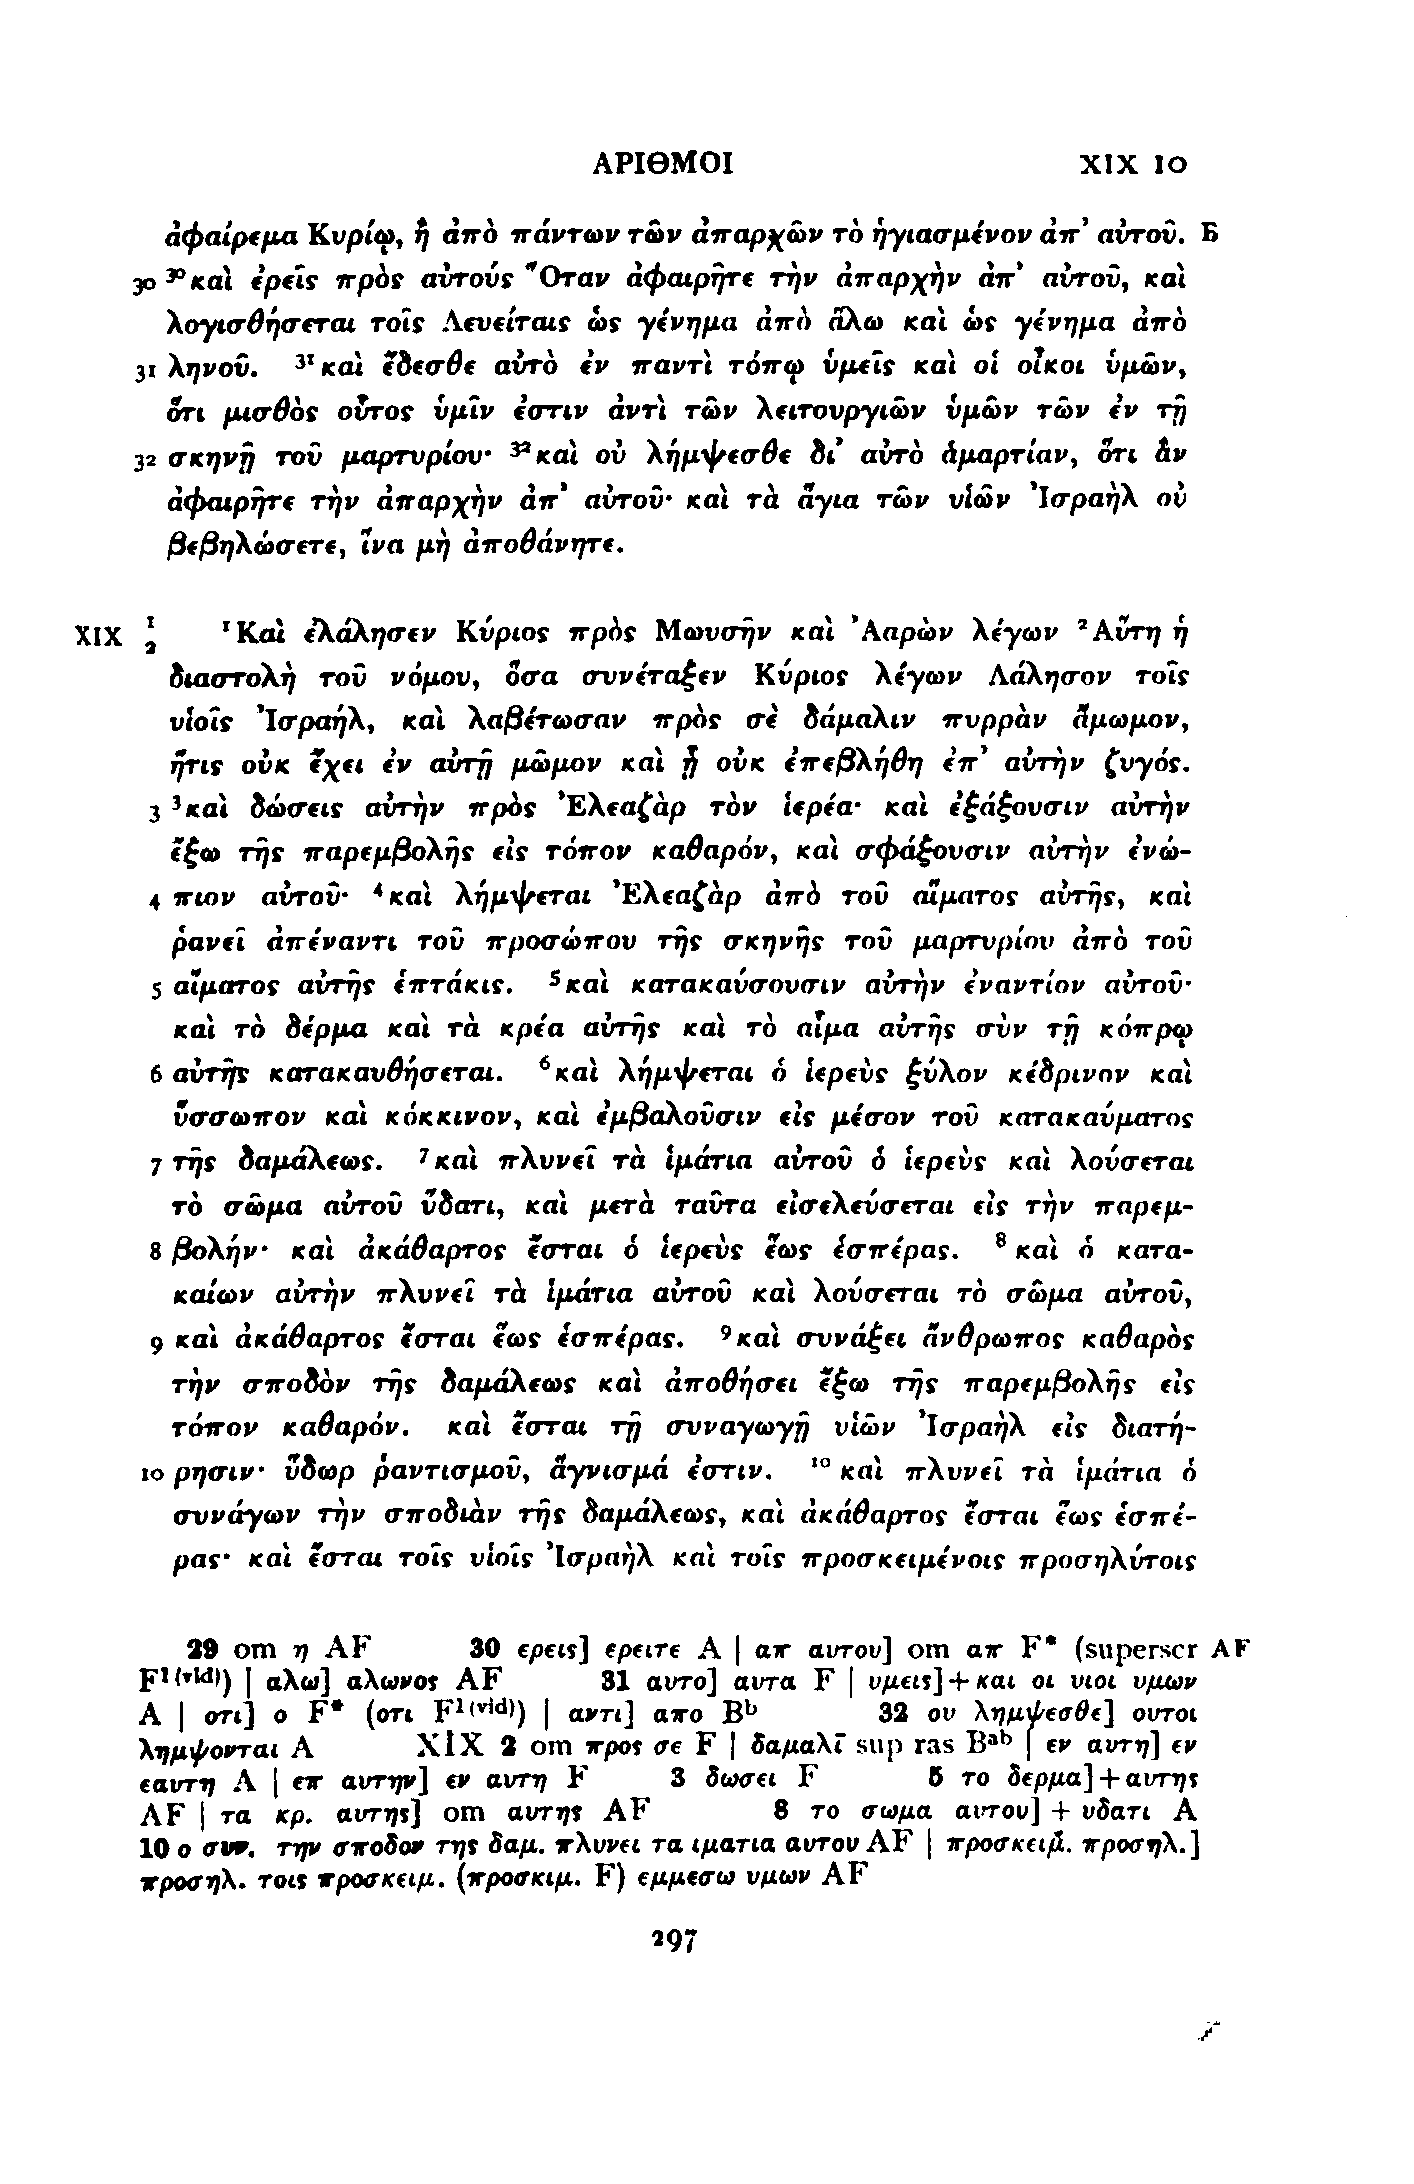 ΑΡΙΘΜΟΙ XIX 10
ἀφαίρεμα Κυρίῳ, ἢ ἀπὸ πάντων τῶν ἀπαρχῶν τὸ ἡγιασμένον ἀπ’ αὐτοῦ. B
30 ³⁰καὶ ἐρεῖς πρὸς αὐτούς Ὅταν ἀφαιρῆτε τὴν ἀπαρχὴν ἀπ’ αὐτοῦ, καὶ
λογισθήσεται τοῖς Λευείταις ὡς γένημα ἀπὸ ἅλω καὶ ὡς γένημα ἀπὸ
31 ληνοῦ. ³¹καὶ ἔδεσθε αὐτὸ ἐν παντὶ τόπῳ ὑμεῖς καὶ οἱ οἶκοι ὑμῶν,
ὅτι μισθὸς οὗτος ὑμῖν ἐστιν ἀντὶ τῶν λειτουργιῶν ὑμῶν τῶν ἐν τῇ
32 σκηνῇ τοῦ μαρτυρίου· ³²καὶ οὐ λήμψεσθε δι’ αὐτὸ ἁμαρτίαν, ὅτι ἂν
ἀφαιρῆτε τὴν ἀπαρχὴν ἀπ’ αὐτοῦ· καὶ τὰ ἅγια τῶν υἱῶν Ἰσραὴλ οὐ
βεβηλώσετε, ἵνα μὴ ἀποθάνητε.
XIX 1 2 ¹Καὶ ἐλάλησεν Κύριος πρὸς Μωυσῆν καὶ Ἀαρὼν λέγων ²Αὕτη ἡ
διαστολὴ τοῦ νόμου, ὅσα συνέταξεν Κύριος λέγων Λάλησον τοῖς
υἱοῖς Ἰσραήλ, καὶ λαβέτωσαν πρὸς σὲ δάμαλιν πυρρὰν ἄμωμον,
ἥτις οὐκ ἔχει ἐν αὐτῇ μῶμον καὶ ᾗ οὐκ ἐπεβλήθη ἐπ’ αὐτὴν ζυγός.
3 ³καὶ δώσεις αὐτὴν πρὸς Ἐλεαζὰρ τὸν ἱερέα· καὶ ἐξάξουσιν αὐτὴν
ἔξω τῆς παρεμβολῆς εἰς τόπον καθαρόν, καὶ σφάξουσιν αὐτὴν ἐνώ-
4 πιον αὐτοῦ· ⁴καὶ λήμψεται Ἐλεαζὰρ ἀπὸ τοῦ αἵματος αὐτῆς, καὶ
ῥανεῖ ἀπέναντι τοῦ προσώπου τῆς σκηνῆς τοῦ μαρτυρίου ἀπὸ τοῦ
5 αἵματος αὐτῆς ἑπτάκις. ⁵καὶ κατακαύσουσιν αὐτὴν ἐναντίον αὐτοῦ·
καὶ τὸ δέρμα καὶ τὰ κρέα αὐτῆς καὶ τὸ αἷμα αὐτῆς σὺν τῇ κόπρῳ
6 αὐτῆς κατακαυθήσεται. ⁶καὶ λήμψεται ὁ ἱερεὺς ξύλον κέδρινον καὶ
ὕσσωπον καὶ κόκκινον, καὶ ἐμβαλοῦσιν εἰς μέσον τοῦ κατακαύματος
7 τῆς δαμάλεως. ⁷καὶ πλυνεῖ τὰ ἱμάτια αὐτοῦ ὁ ἱερεὺς καὶ λούσεται
τὸ σῶμα αὐτοῦ ὕδατι, καὶ μετὰ ταῦτα εἰσελεύσεται εἰς τὴν παρεμ-
8 βολήν· καὶ ἀκάθαρτος ἔσται ὁ ἱερεὺς ἕως ἑσπέρας. ⁸καὶ ὁ κατα-
καίων αὐτὴν πλυνεῖ τὰ ἱμάτια αὐτοῦ καὶ λούσεται τὸ σῶμα αὐτοῦ,
9 καὶ ἀκάθαρτος ἔσται ἕως ἑσπέρας. ⁹καὶ συνάξει ἄνθρωπος καθαρὸς
τὴν σποδὸν τῆς δαμάλεως καὶ ἀποθήσει ἔξω τῆς παρεμβολῆς εἰς
τόπον καθαρόν. καὶ ἔσται τῇ συναγωγῇ υἱῶν Ἰσραὴλ εἰς διατή-
10 ρησιν· ὕδωρ ῥαντισμοῦ, ἅγνισμά ἐστιν. ¹⁰καὶ πλυνεῖ τὰ ἱμάτια ὁ
συνάγων τὴν σποδιὰν τῆς δαμάλεως, καὶ ἀκάθαρτος ἔσται ἕως ἑσπέ-
ρας· καὶ ἔσται τοῖς υἱοῖς Ἰσραὴλ καὶ τοῖς προσκειμένοις προσηλύτοις
29 om η AF 30 ερεις] ερειτε A | απ αυτου] om απ F* (superscr AF
F¹⁽ᵛⁱᵈ⁾) | αλω] αλωνος AF 31 αυτο] αυτα F | υμεις]+και οι υιοι υμων
A | οτι] ο F* (οτι F¹⁽ᵛⁱᵈ⁾) | αντι] απο Bᵇ 32 ου λημψεσθε] ουτοι
λημψονται A XIX 2 om προς σε F | δαμαλῑ sup ras Bᵃᵇ | εν αυτη] εν
εαυτη A | επ αυτην] εν αυτη F 3 δωσει F 5 το δερμα]+αυτης
AF | τα κρ. αυτης] om αυτης AF 8 το σωμα αυτου] + υδατι A
10 ο συν. την σποδον της δαμ. πλυνει τα ιματια αυτου AF | προσκειμ. προσηλ.]
προσηλ. τοις προσκειμ. (προσκιμ. F) εμμεσω υμων AF
297